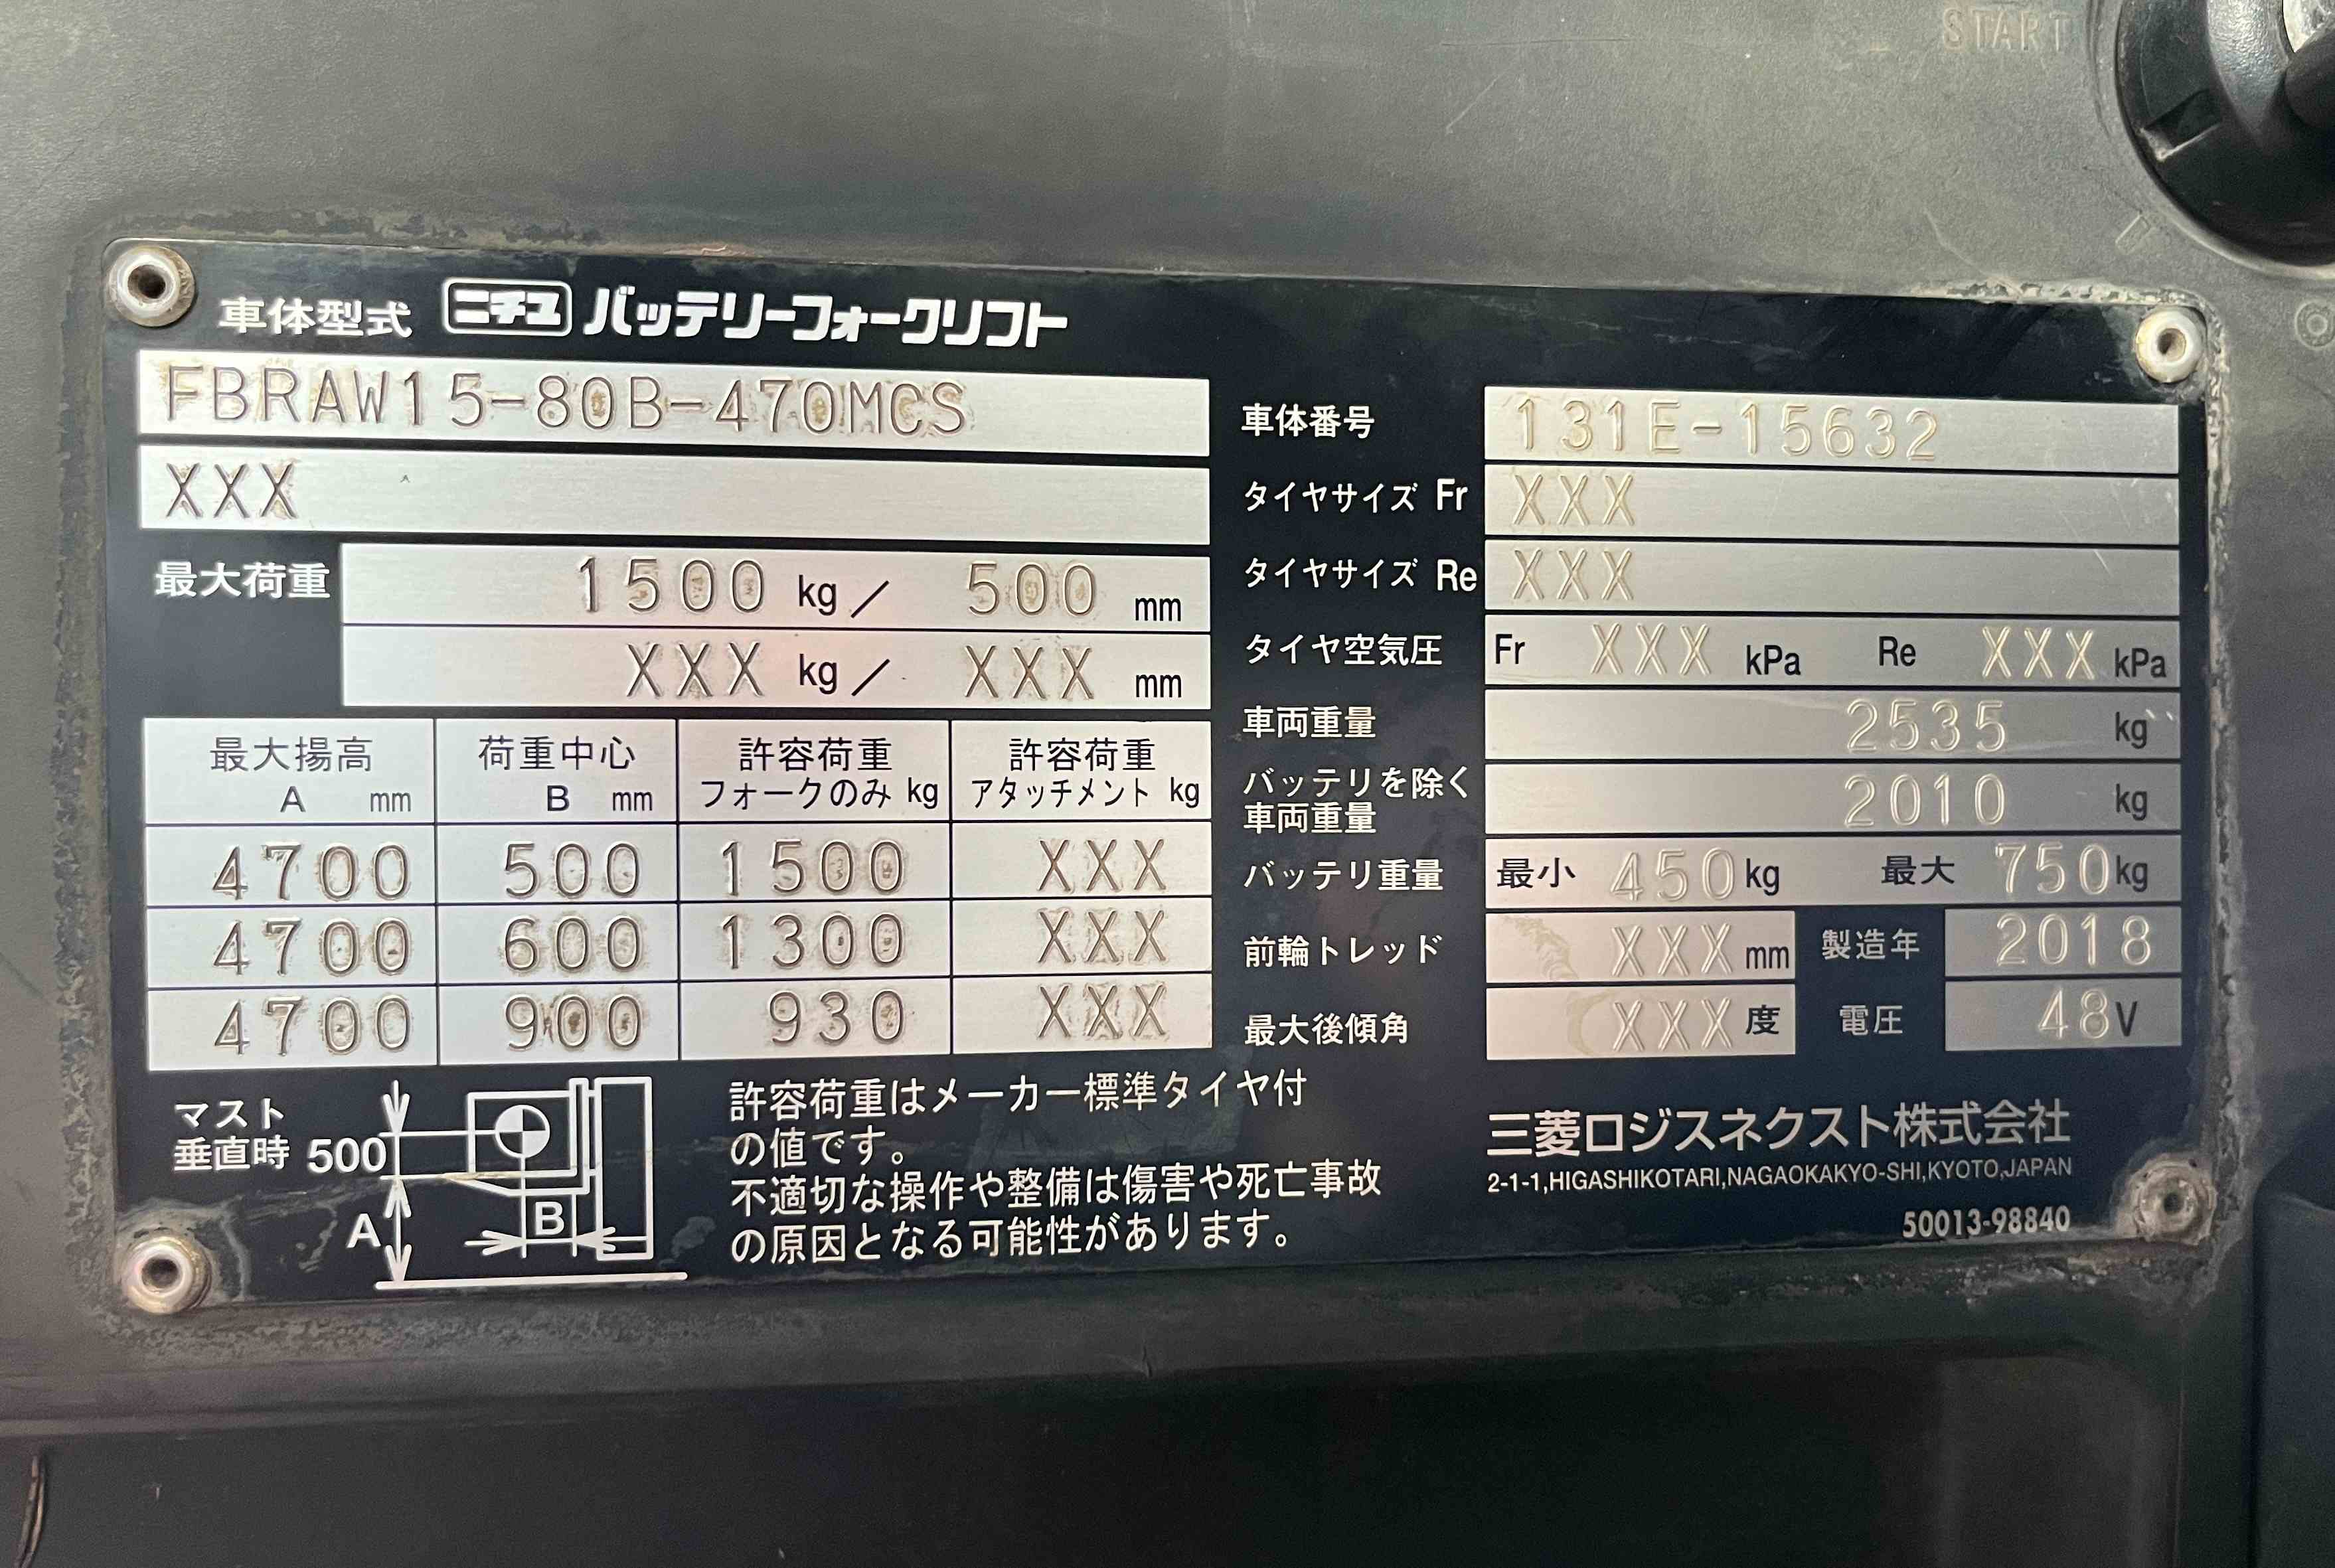 START
車体型式 ニチユ バッテリーフォークリフト
FBRAW15-80B-470MCS
XXX
最大荷重 1500 kg／ 500 mm
XXX kg／ XXX mm
最大揚高 荷重中心 許容荷重 許容荷重
A mm B mm フォークのみ kg アタッチメント kg
4700 500 1500 XXX
4700 600 1300 XXX
4700 900 930 XXX
マスト
垂直時 500
A
B
許容荷重はメーカー標準タイヤ付
の値です。
不適切な操作や整備は傷害や死亡事故
の原因となる可能性があります。
車体番号 131E-15632
タイヤサイズ Fr XXX
タイヤサイズ Re XXX
タイヤ空気圧 Fr XXX kPa Re XXX kPa
車両重量 2535 kg
バッテリを除く
車両重量 2010 kg
バッテリ重量 最小 450 kg 最大 750 kg
前輪トレッド XXX mm 製造年 2018
最大後傾角 XXX 度 電圧 48 V
三菱ロジスネクスト株式会社
2-1-1,HIGASHIKOTARI,NAGAOKAKYO-SHI,KYOTO,JAPAN
50013-98840